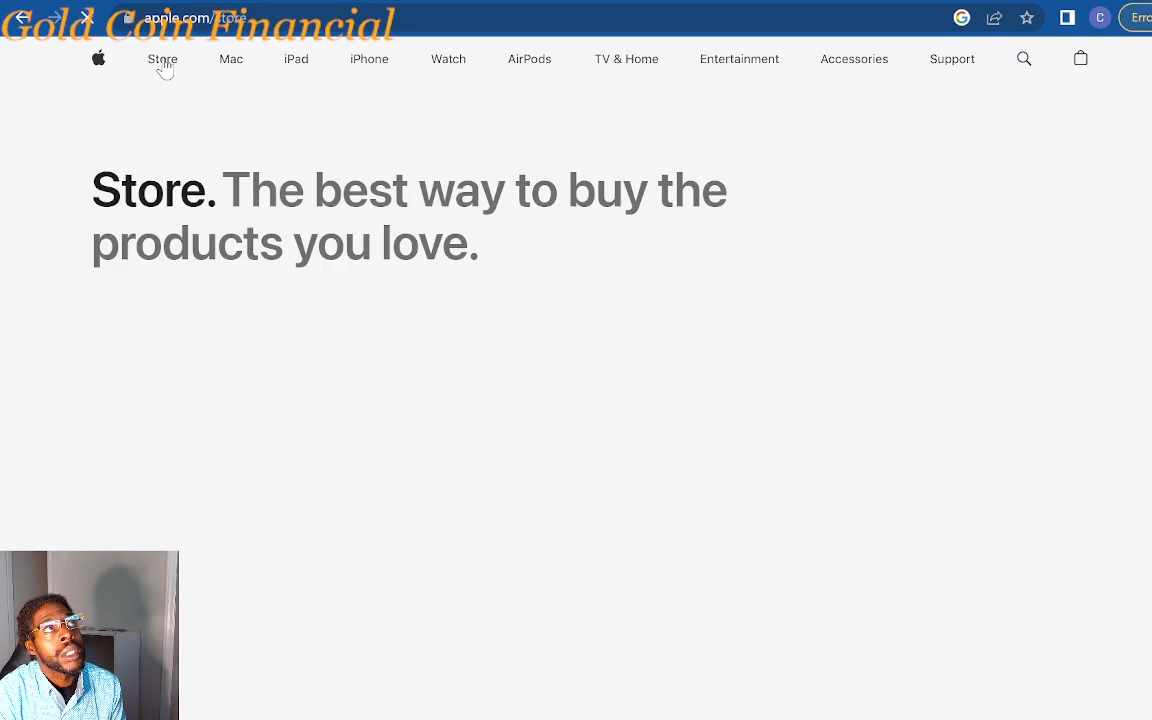 Gold Coin Financial
apple.com/store
C
Erro
Store
Mac
iPad
iPhone
Watch
AirPods
TV & Home
Entertainment
Accessories
Support
Store. The best way to buy the
products you love.